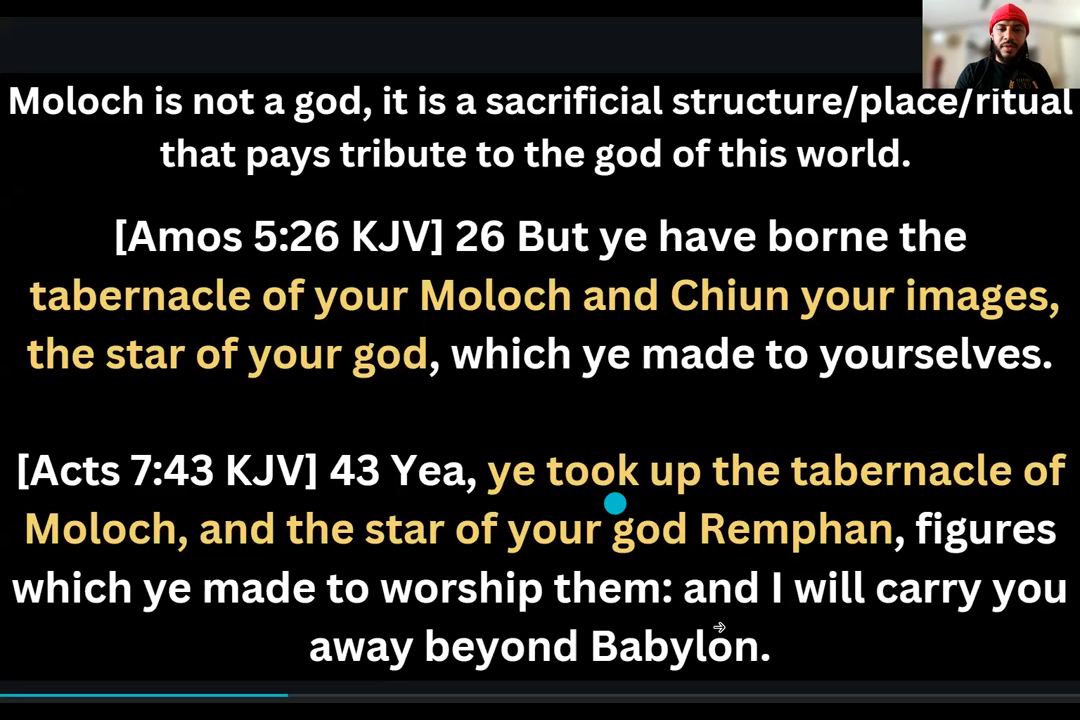 Moloch is not a god, it is a sacrificial structure/place/ritual
that pays tribute to the god of this world.
[Amos 5:26 KJV] 26 But ye have borne the
tabernacle of your Moloch and Chiun your images,
the star of your god, which ye made to yourselves.
[Acts 7:43 KJV] 43 Yea, ye took up the tabernacle of
Moloch, and the star of your god Remphan, figures
which ye made to worship them: and I will carry you
away beyond Babylon.